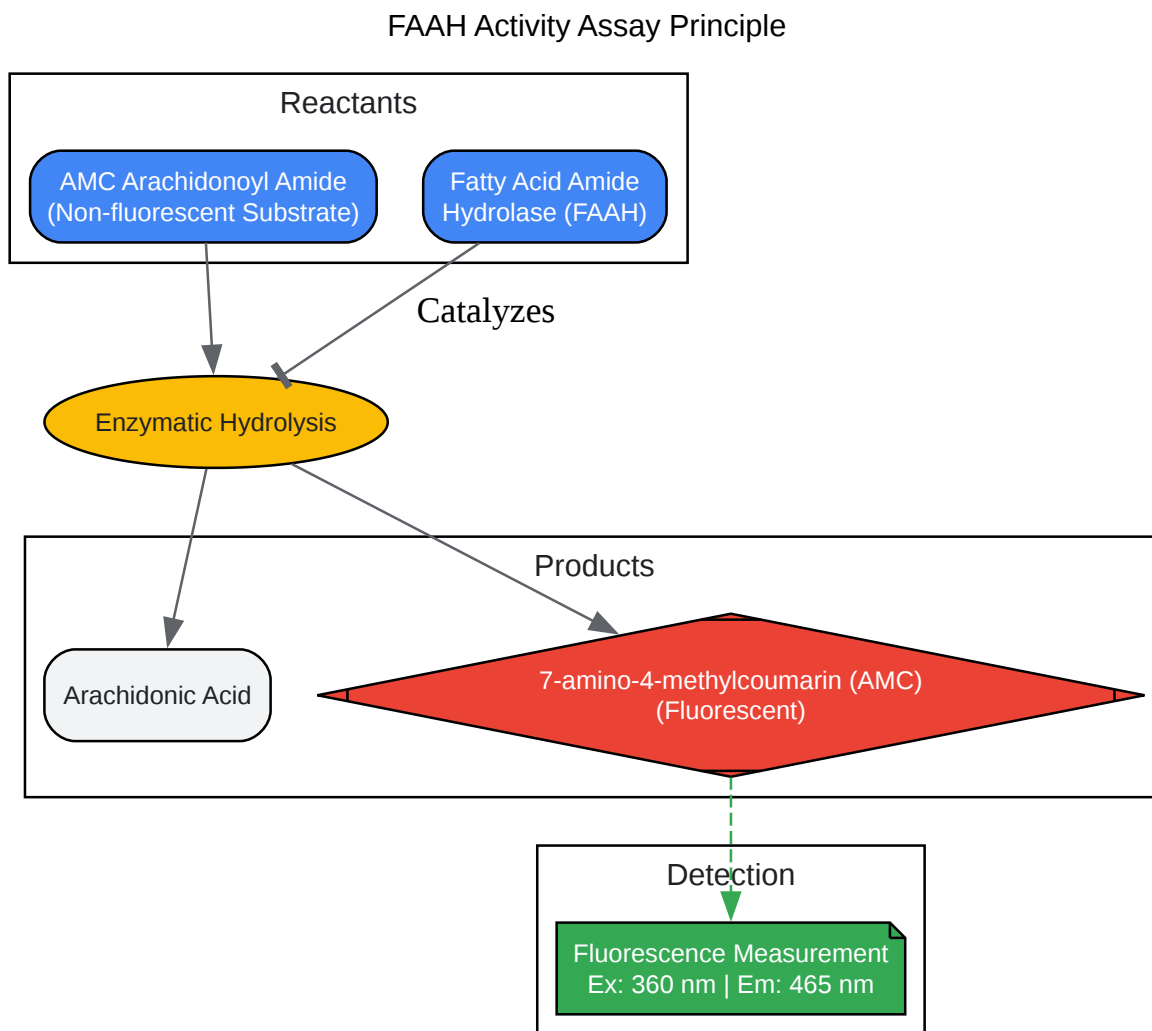 FAAH Activity Assay Principle
Reactants
AMC Arachidonoyl Amide
(Non-fluorescent Substrate)
Fatty Acid Amide
Hydrolase (FAAH)
Catalyzes
Enzymatic Hydrolysis
Products
Arachidonic Acid
7-amino-4-methylcoumarin (AMC)
(Fluorescent)
Detection
Fluorescence Measurement
Ex: 360 nm | Em: 465 nm